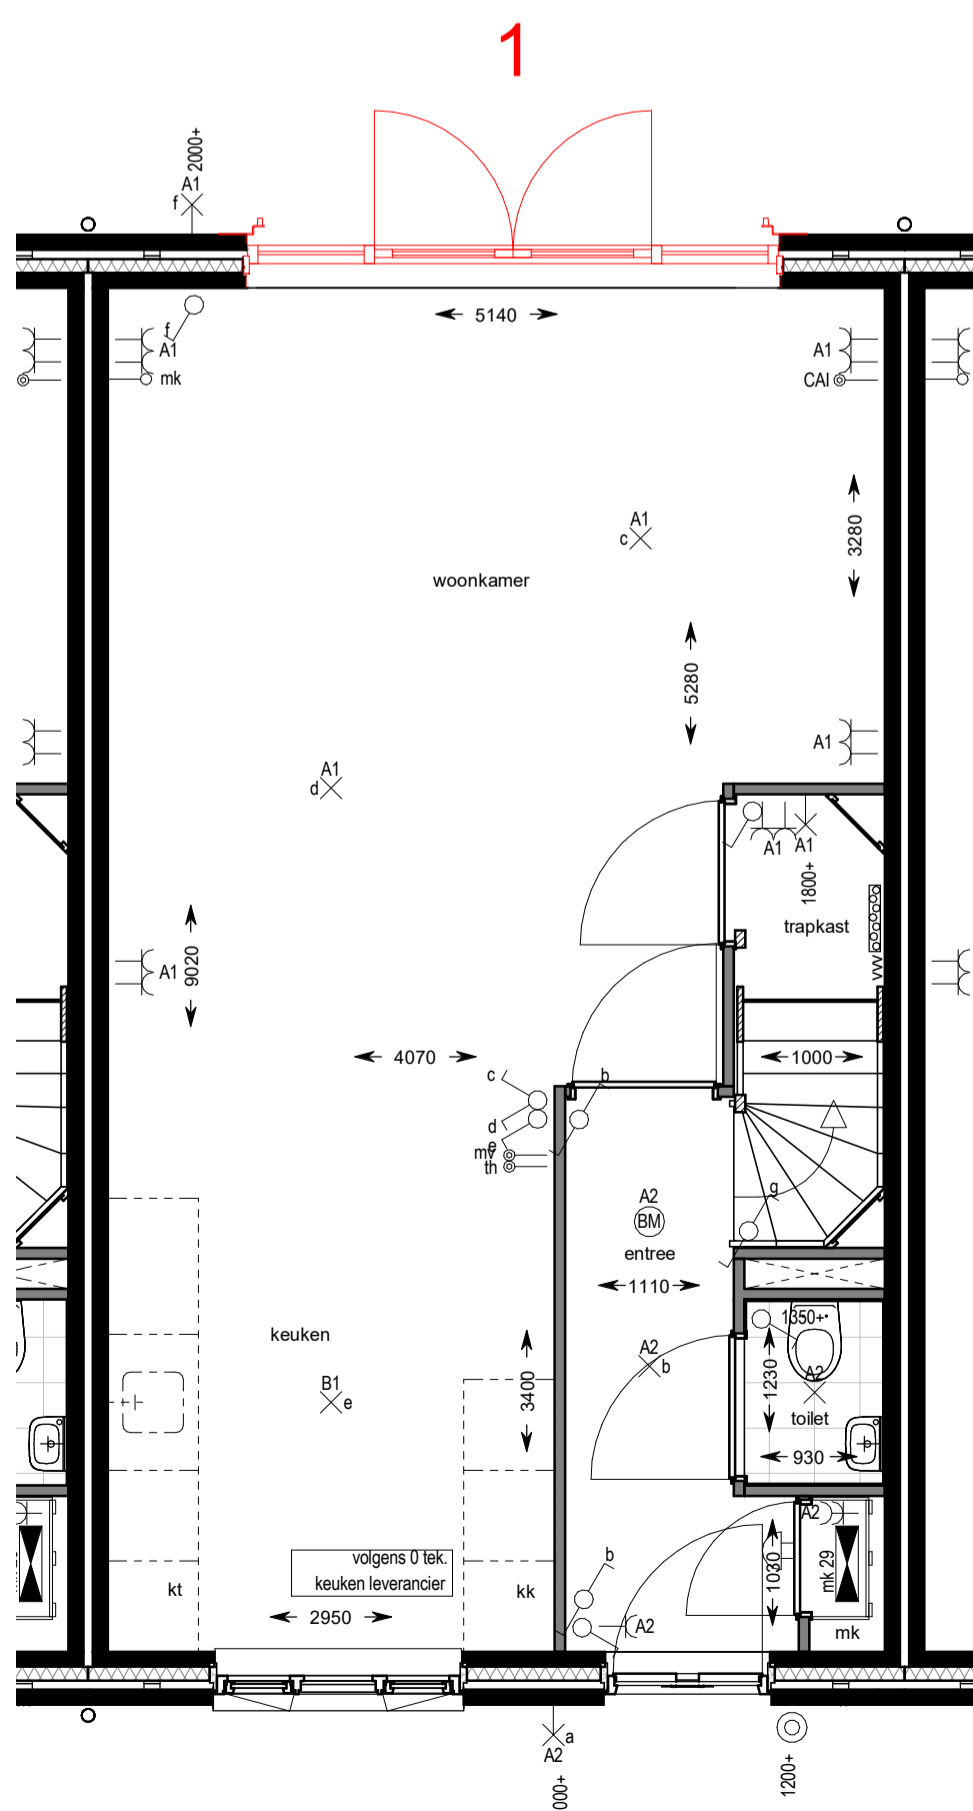 1
2000+
A1
f
5140
f
A1
mk
A1
CAI
A1
c
3280
woonkamer
5280
A1
A1
d
A1 A1
1800+
trapkast
VVV
A1
9020
4070
1000
c
b
d
e
mv
th
g
A2
BM
entree
1110
1350+
keuken
A2
b
3400
1230
A2
B1
e
toilet
930
A2
volgens 0 tek.
keuken leverancier
b
1030
mk 29
kt
kk
2950
A2
mk
a
A2
000+
1200+